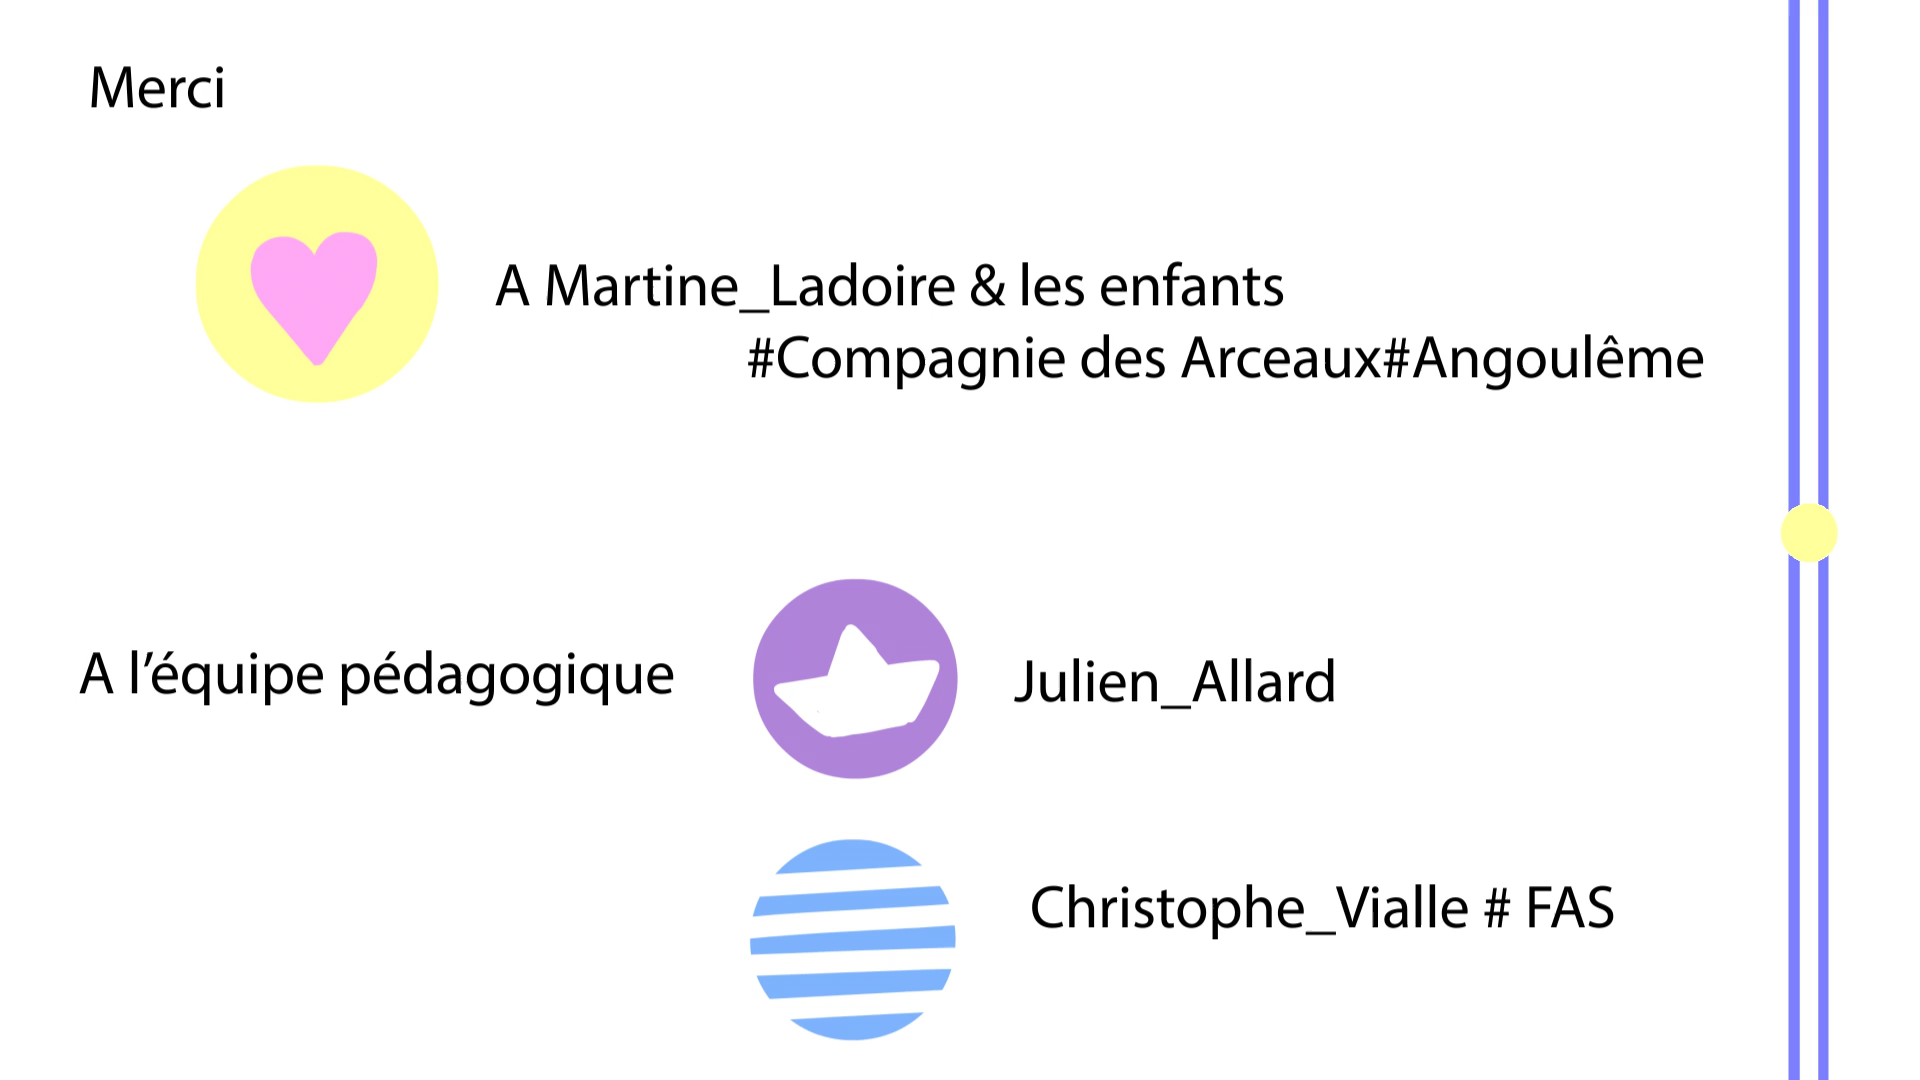 Merci
A Martine_Ladoire & les enfants
#Compagnie des Arceaux#Angoulême
A l’équipe pédagogique
Julien_Allard
Christophe_Vialle # FAS